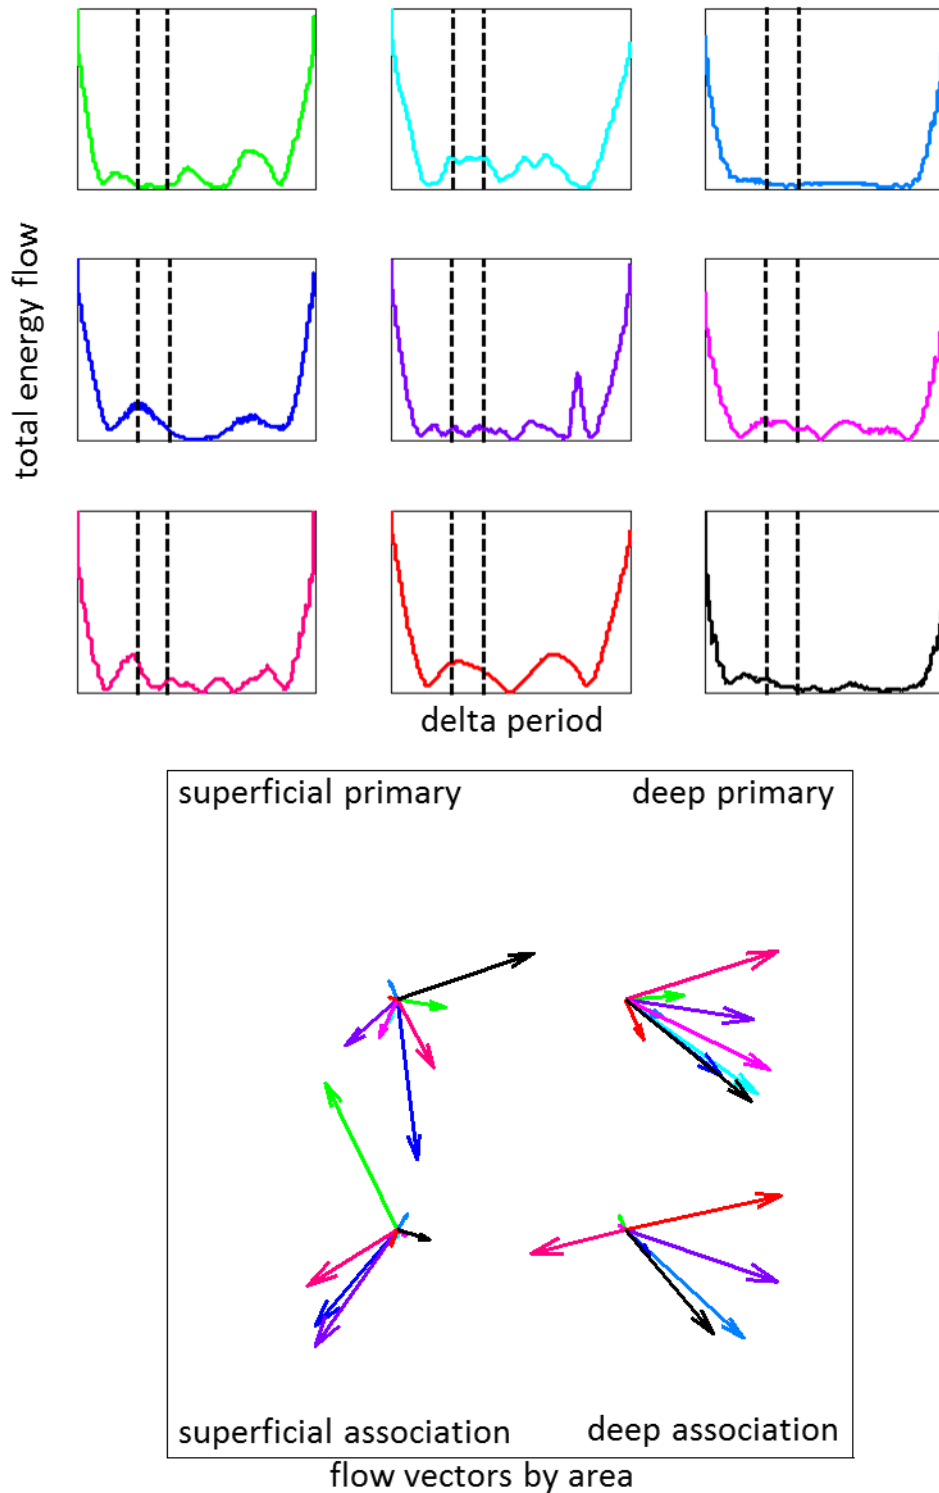 total energy flow
delta period
superficial primary
deep primary
superficial association
deep association
flow vectors by area